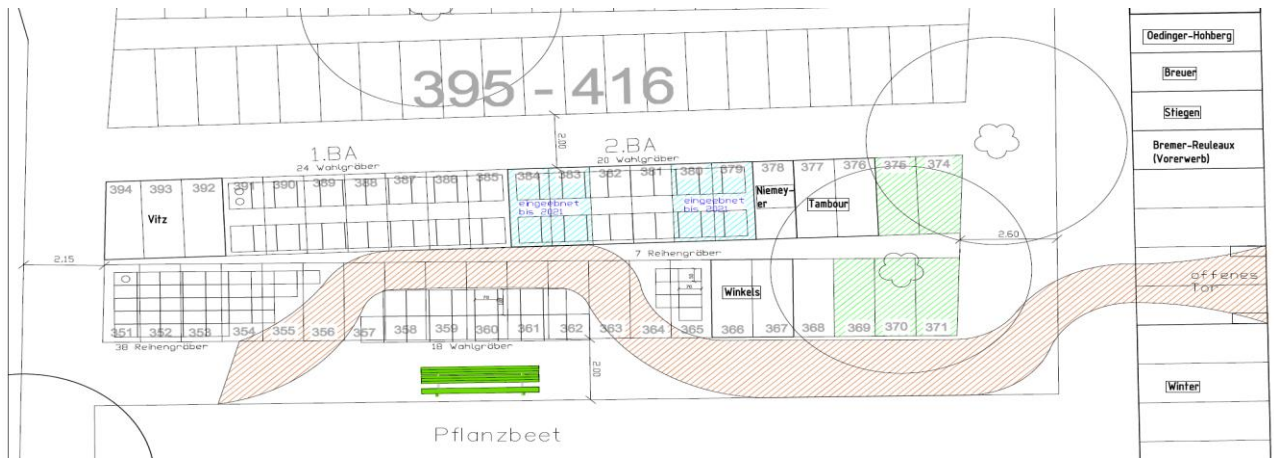 395 - 416
Oedinger-Hohberg
Breuer
Stiegen
Bremer-Reuleaux
(Vorerwerb)
2.00
1.BA
24 Wahlgräber
2.BA
20 Wahlgräber
394 393 392 391 390 389 388 387 386 385 384 383 382 381 380 379 378 377 376 375 374
Vitz
eingeebnet
bis 2021
eingeebnet
bis 2021
Niemey-
er
Tambour
2.15
7 Reihengräber
2.60
Winkels
offenes
Tor
351 352 353 354 355 356 357 358 359 360 361 362 363 364 365 366 367 368 369 370 371
38 Reihengräber
18 Wahlgräber
2.00
Winter
Pflanzbeet